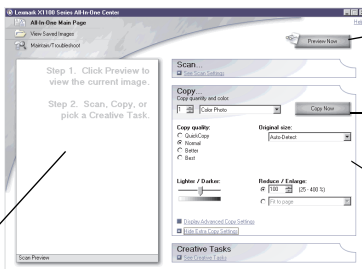 Lexmark X1100 Series All-In-One Center
All-In-One Main Page
View Saved Images
Maintain/Troubleshoot
Preview Now
Step 1. Click Preview to
view the current image.
Step 2. Scan, Copy, or
pick a Creative Task.
Scan Preview
Scan...
See Scan Settings
Copy...
Copy quantity and color
1 Color Photo
Copy Now
Copy quality:
QuickCopy
Normal
Better
Best
Original size:
Auto-Detect
Lighter / Darker:
Reduce / Enlarge:
100 (25 - 400 %)
Fit to page
Display Advanced Copy Settings
Hide Extra Copy Settings
Creative Tasks
See Creative Tasks